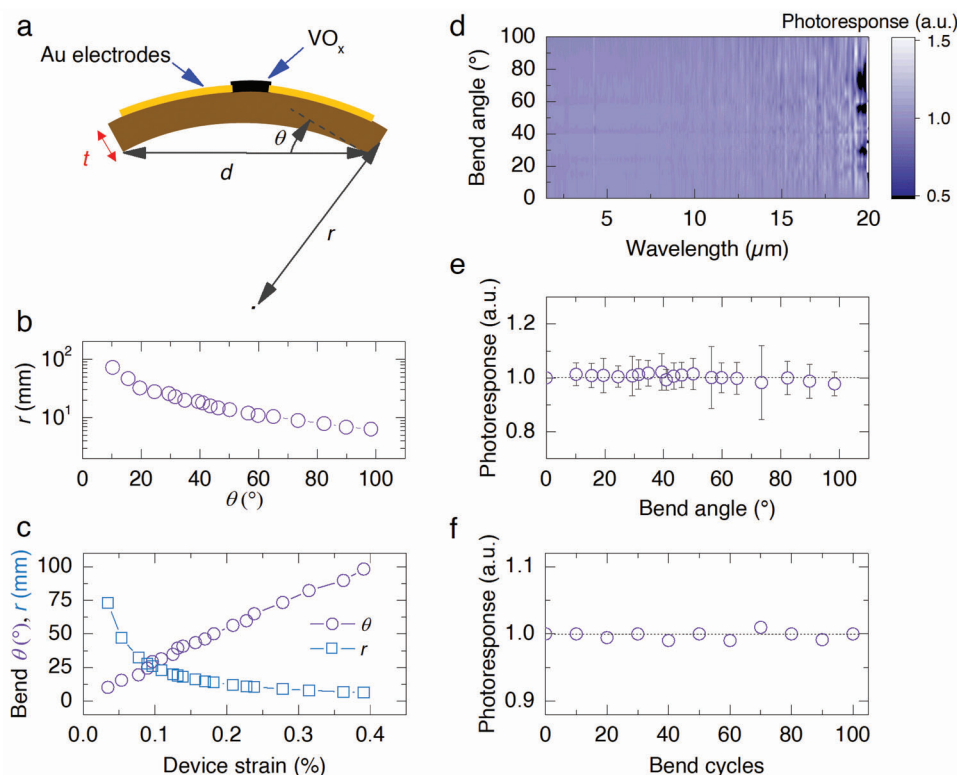 a
Au electrodes
VOx
t
θ
d
r
b
r (mm)
10²
10¹
0 20 40 60 80 100
θ (°)
c
Bend θ (°), r (mm)
100
75
50
25
0
θ
r
0.0 0.1 0.2 0.3 0.4
Device strain (%)
d
Photoresponse (a.u.)
1.5
1.0
0.5
Bend angle (°)
100
80
60
40
20
0
5 10 15 20
Wavelength (µm)
e
Photoresponse (a.u.)
1.2
1.0
0.8
0 20 40 60 80 100
Bend angle (°)
f
Photoresponse (a.u.)
1.1
1.0
0.9
0 20 40 60 80 100
Bend cycles